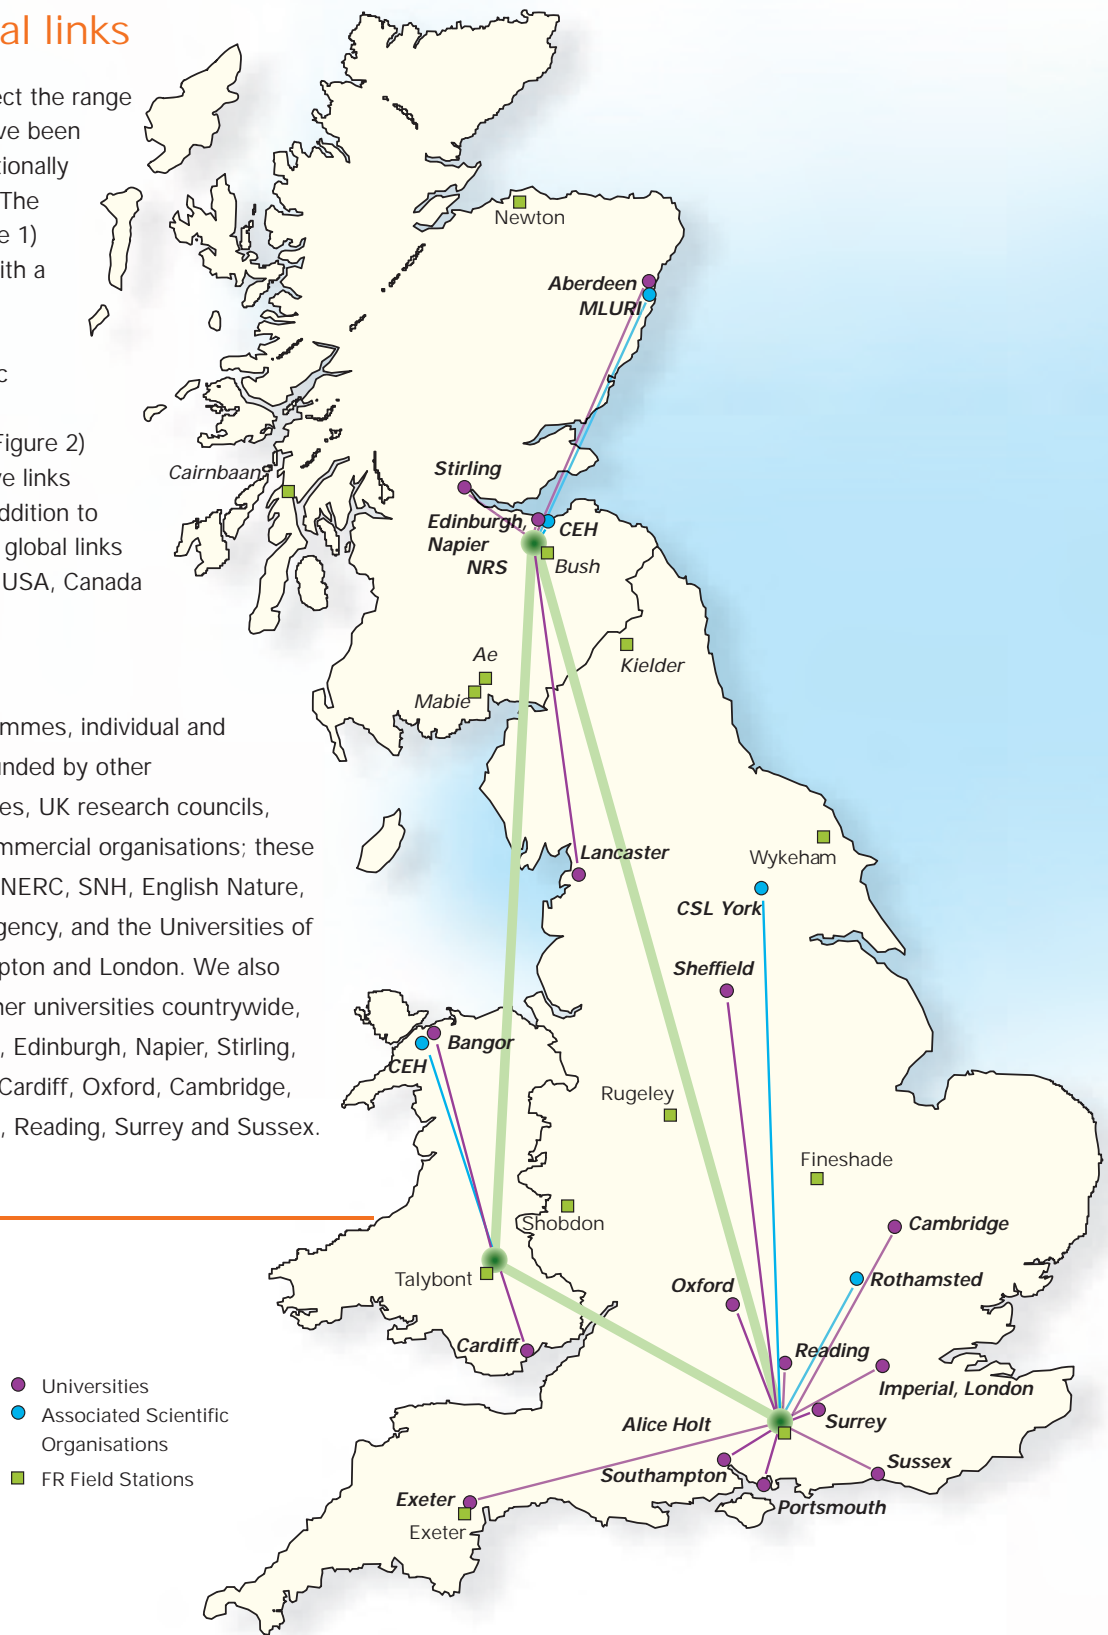 al links
ect the range
ve been
tionally
The
e 1)
ith a
c
Figure 2)
ve links
ddition to
global links
USA, Canada
mmes, individual and
unded by other
es, UK research councils,
mmercial organisations; these
NERC, SNH, English Nature,
gency, and the Universities of
pton and London. We also
her universities countrywide,
, Edinburgh, Napier, Stirling,
Cardiff, Oxford, Cambridge,
, Reading, Surrey and Sussex.
Newton
Aberdeen
MLURI
Cairnbaan
Stirling
Edinburgh,
Napier
CEH
NRS
Bush
Ae
Mabie
Kielder
Lancaster
Wykeham
CSL York
Sheffield
Bangor
CEH
Rugeley
Fineshade
Shobdon
Cambridge
Talybont
Rothamsted
Oxford
Cardiff
Reading
Imperial, London
Alice Holt
Surrey
Southampton
Sussex
Exeter
Portsmouth
Exeter
Universities
Associated Scientific
Organisations
FR Field Stations